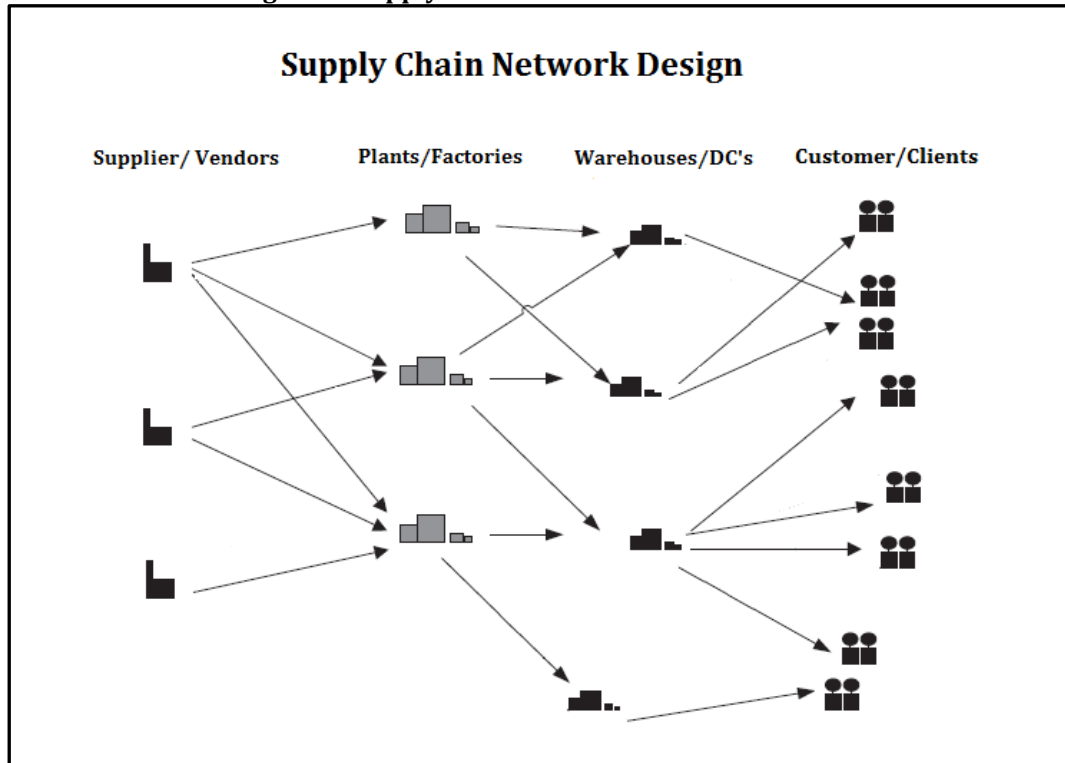 Supply Chain Network Design
Supplier/ Vendors Plants/Factories Warehouses/DC's Customer/Clients